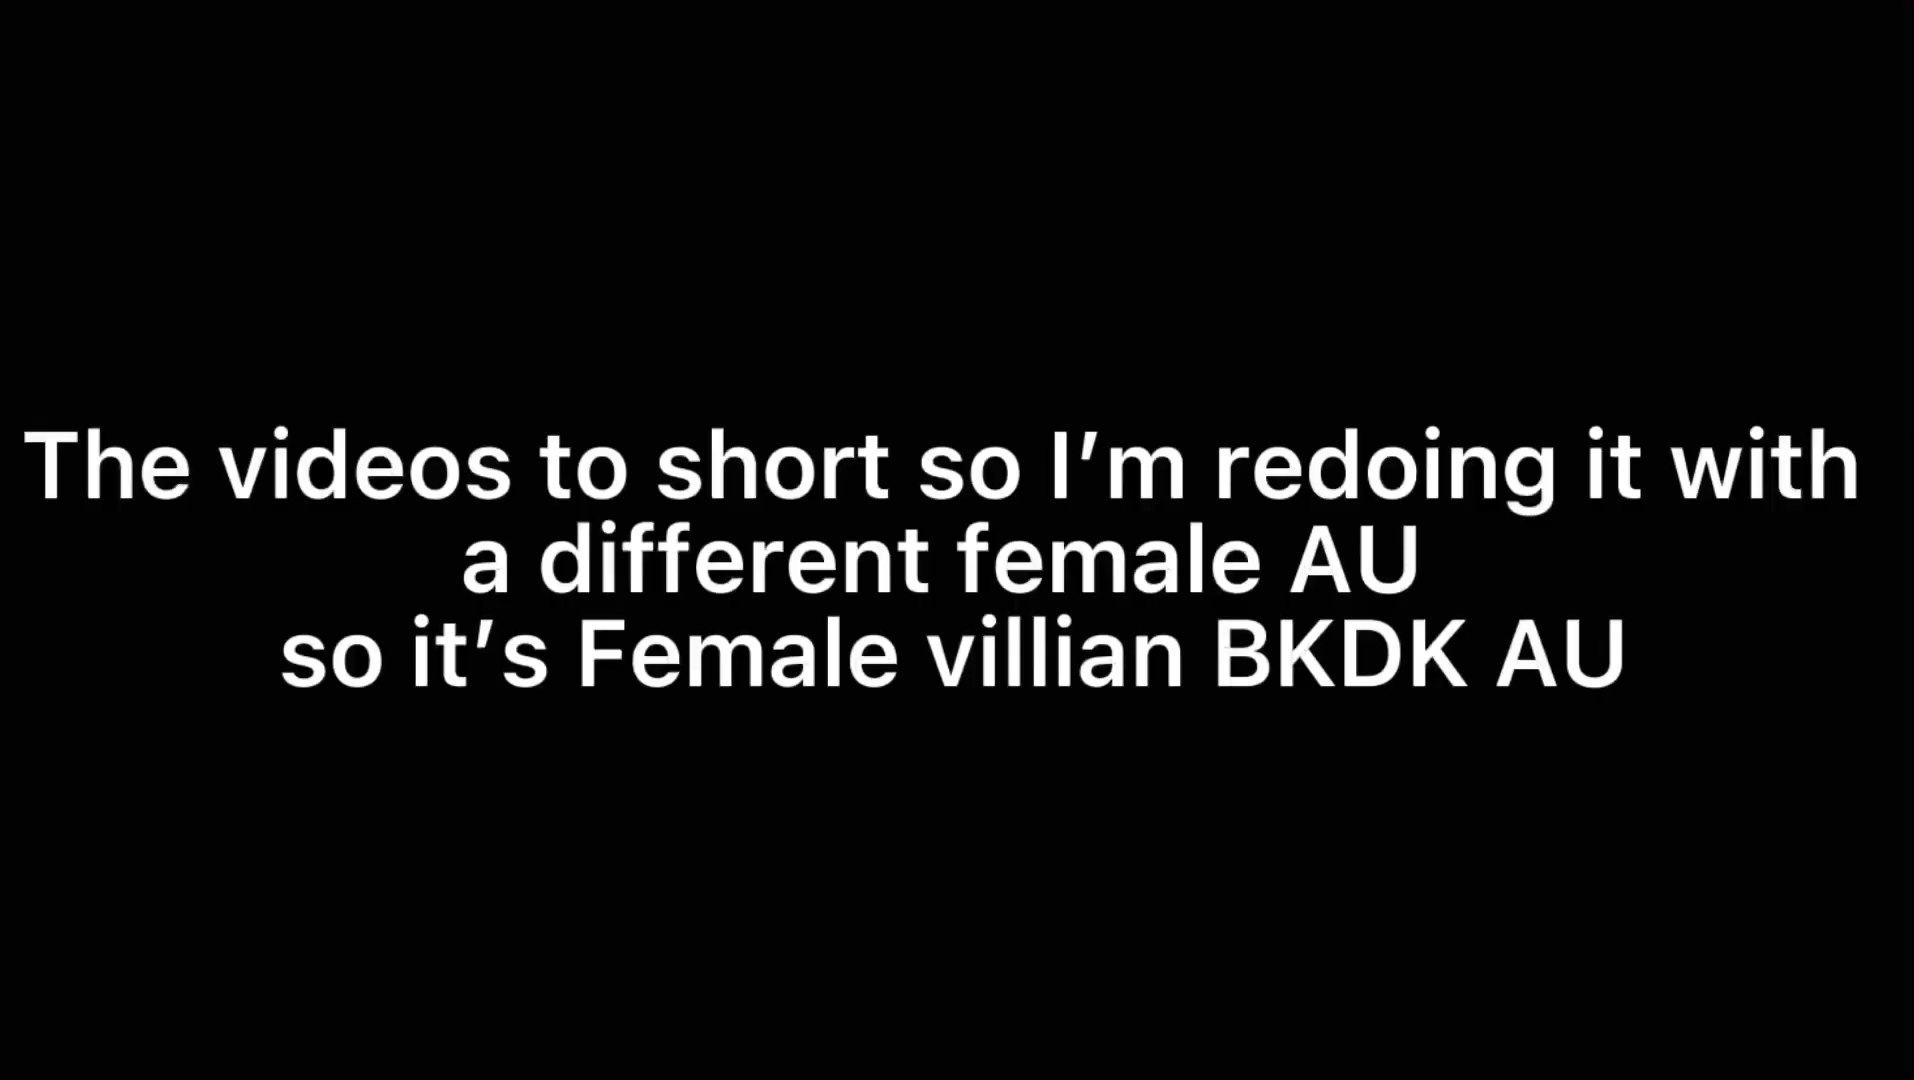 The videos to short so I’m redoing it with
a different female AU
so it’s Female villian BKDK AU